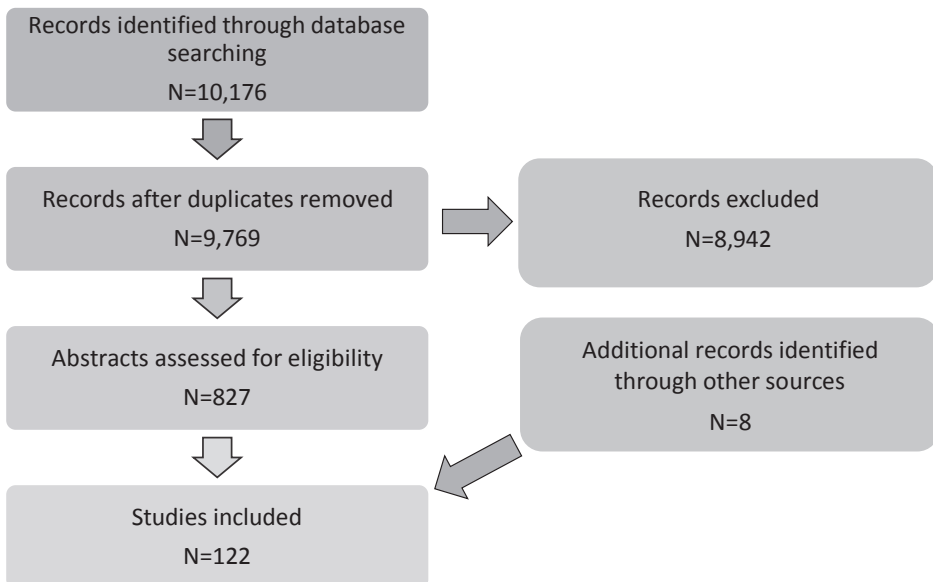 Records identified through database
searching
N=10,176
Records after duplicates removed
N=9,769
Records excluded
N=8,942
Abstracts assessed for eligibility
N=827
Additional records identified
through other sources
N=8
Studies included
N=122